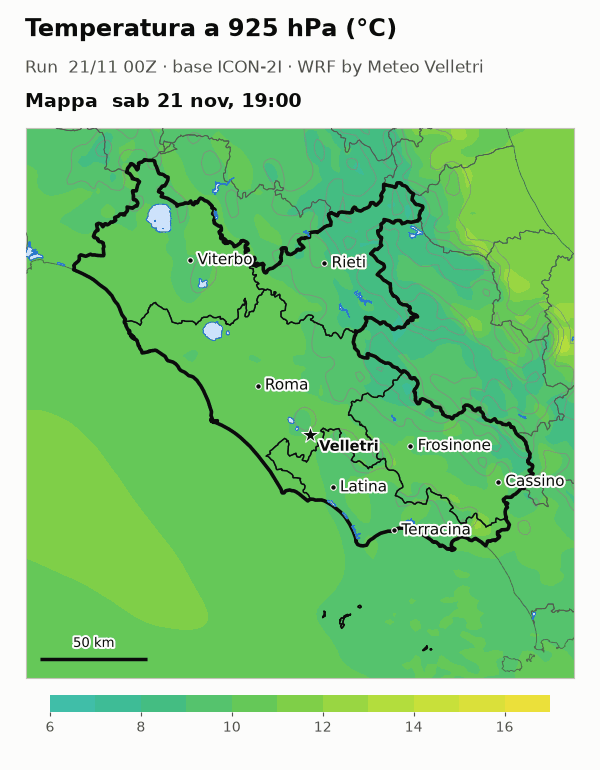 Temperatura a 925 hPa (°C)
Run 21/11 00Z · base ICON-2I · WRF by Meteo Velletri
Mappa sab 21 nov, 19:00
Viterbo
Rieti
Roma
Velletri
Frosinone
Cassino
Latina
Terracina
50 km
6 8 10 12 14 16